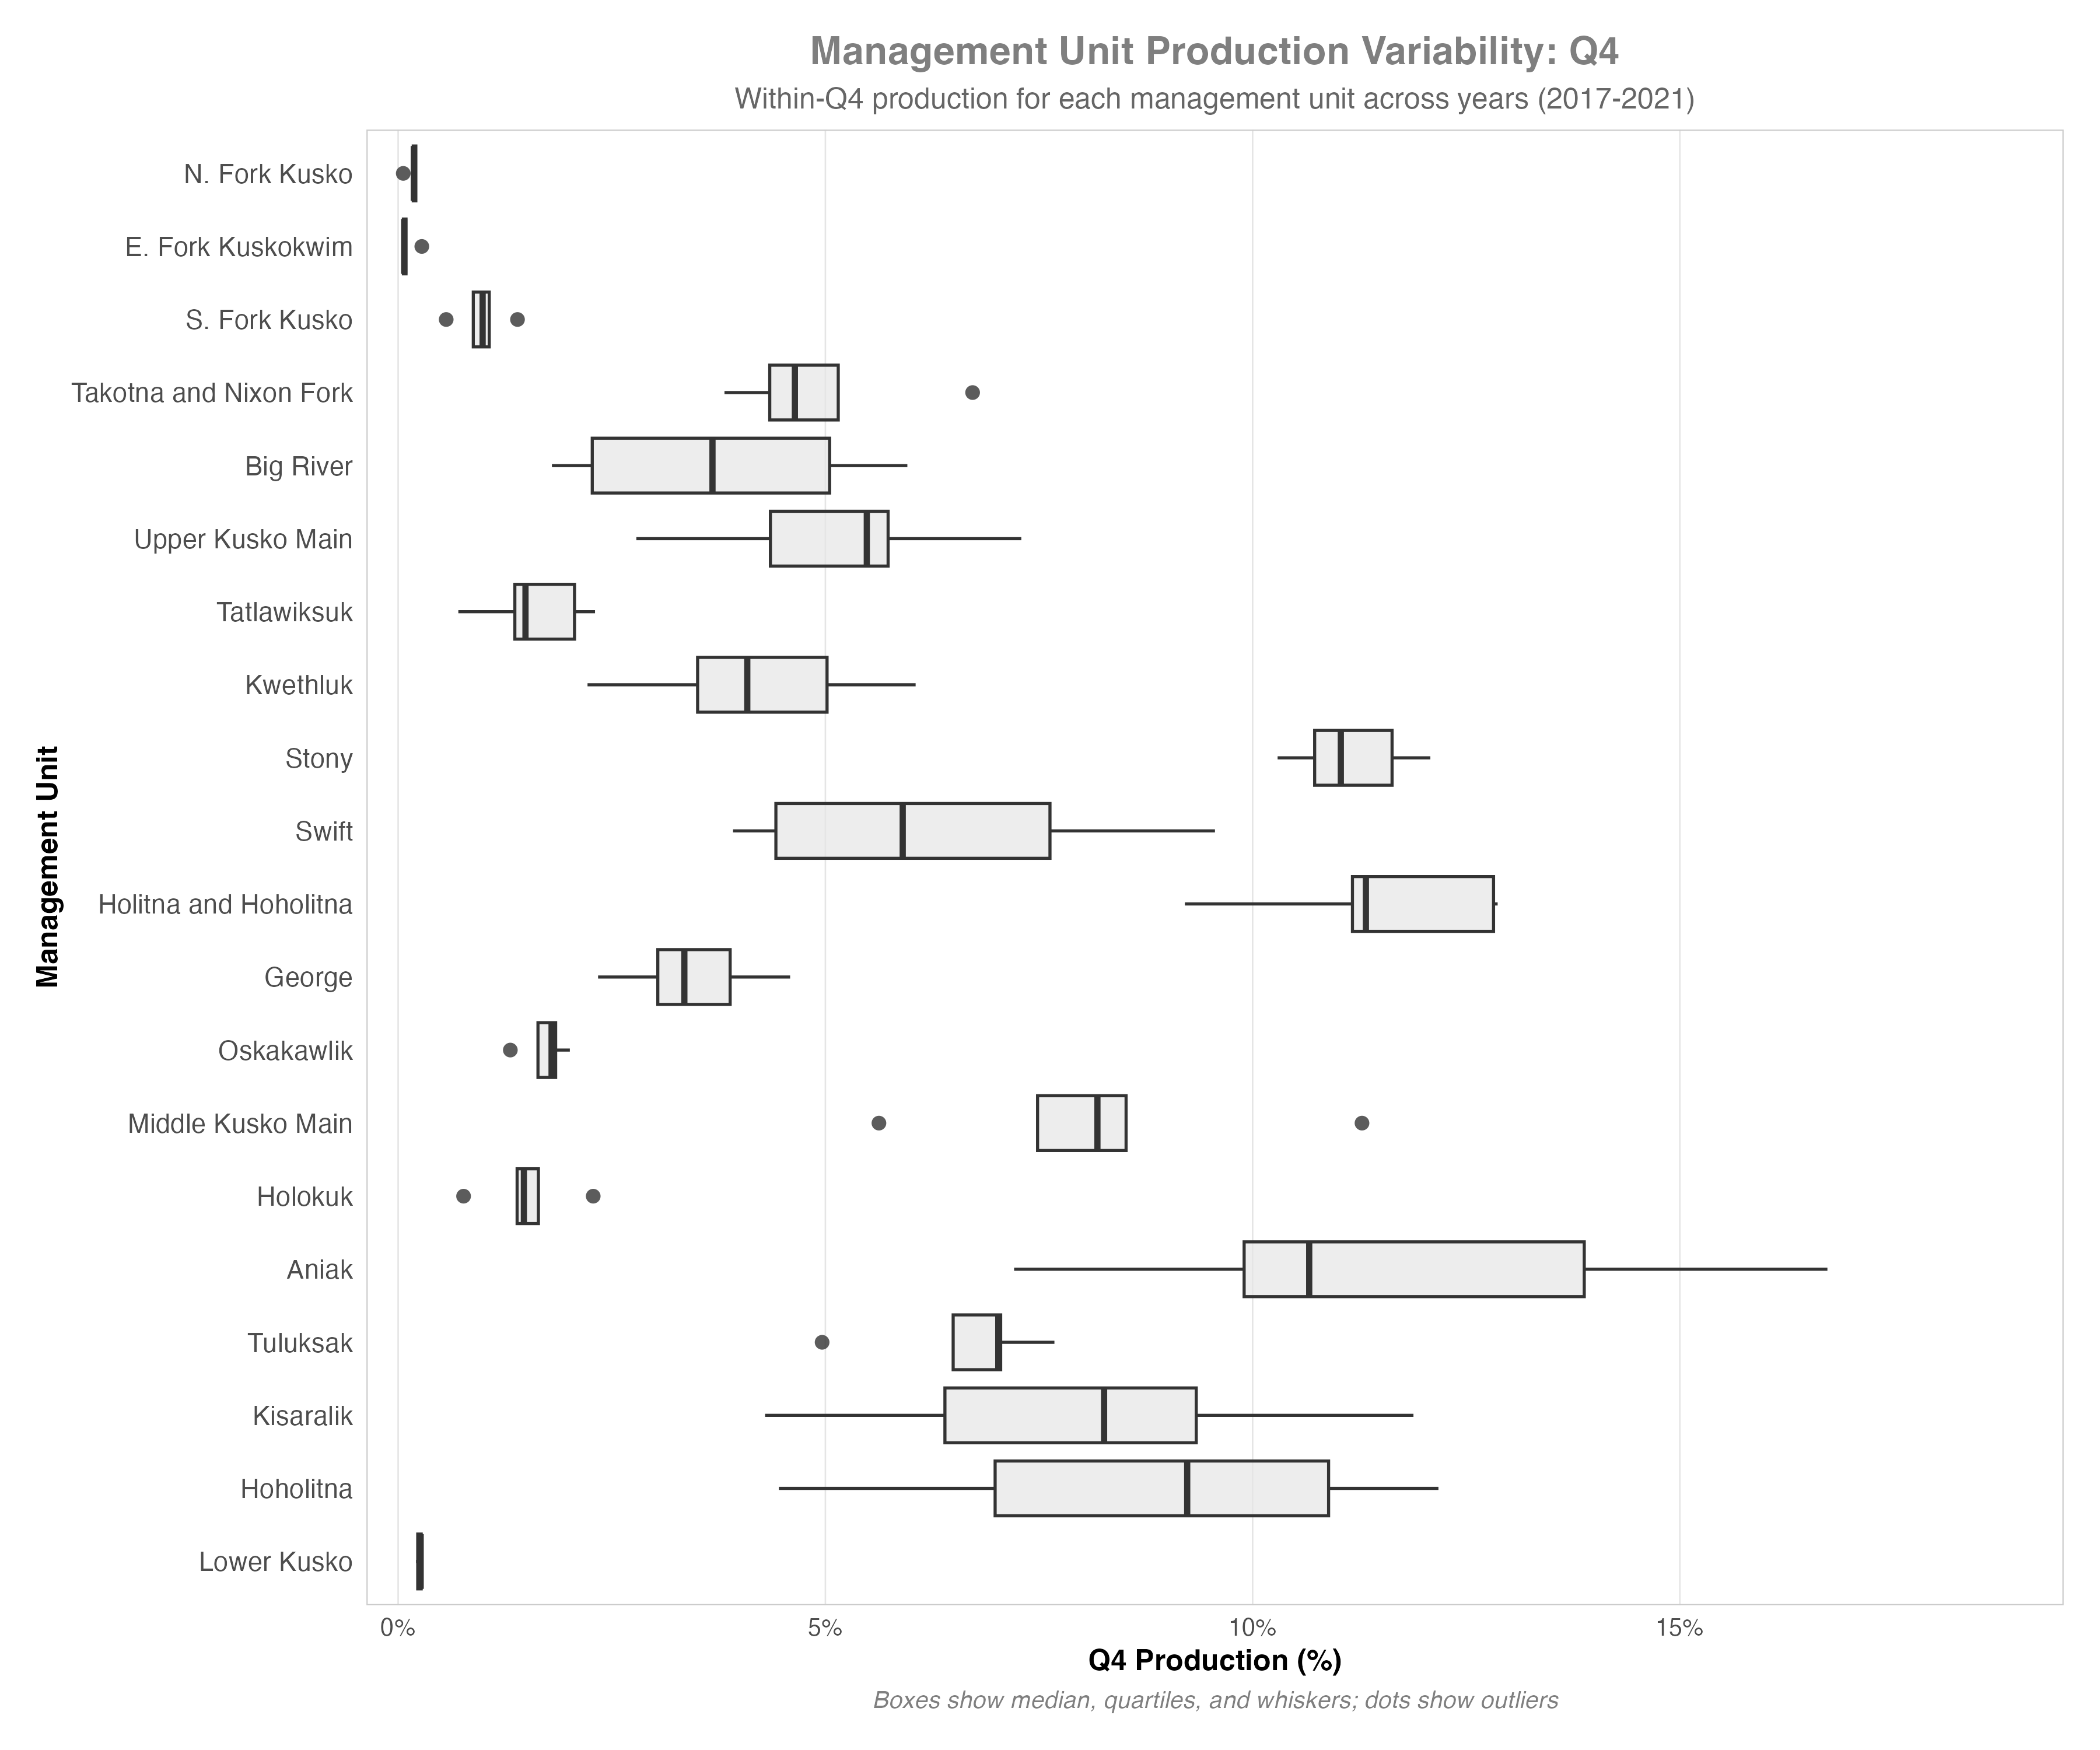 Management Unit Production Variability: Q4
Within-Q4 production for each management unit across years (2017-2021)
Management Unit
N. Fork Kusko
E. Fork Kuskokwim
S. Fork Kusko
Takotna and Nixon Fork
Big River
Upper Kusko Main
Tatlawiksuk
Kwethluk
Stony
Swift
Holitna and Hoholitna
George
Oskakawlik
Middle Kusko Main
Holokuk
Aniak
Tuluksak
Kisaralik
Hoholitna
Lower Kusko
0% 5% 10% 15%
Q4 Production (%)
Boxes show median, quartiles, and whiskers; dots show outliers